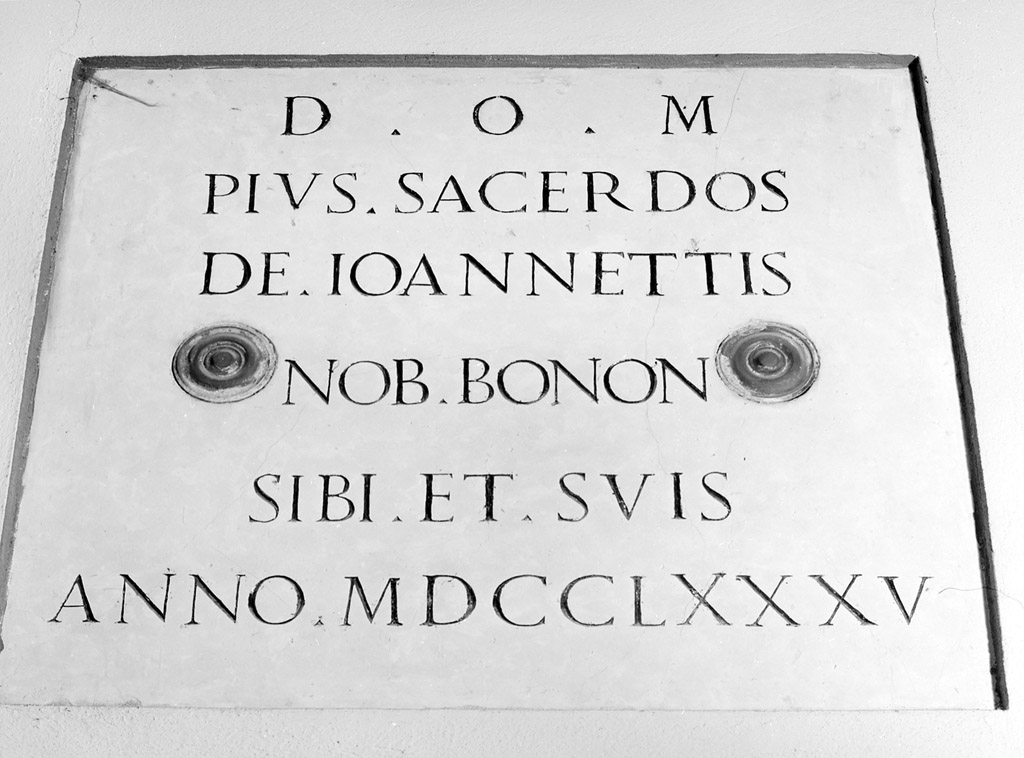 D . O . M
PIVS . SACERDOS
DE . IOANNETTIS
NOB . BONON
SIBI . ET . SVIS
ANNO . MDCCLXXXV